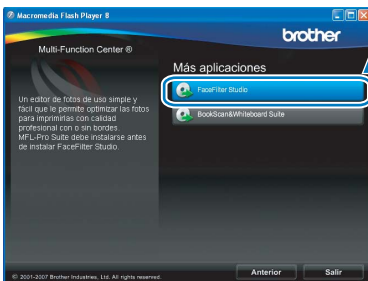 Macromedia Flash Player 8
brother
Multi-Function Center ®
Más aplicaciones
FaceFilter Studio
BookScan&Whiteboard Suite
Un editor de fotos de uso simple y
fácil que le permite optimizar las fotos
para imprimirlas con calidad
profesional con o sin bordes.
MFL-Pro Suite debe instalarse antes
de instalar FaceFilter Studio.
© 2001-2007 Brother Industries, Ltd. All rights reserved.
Anterior
Salir